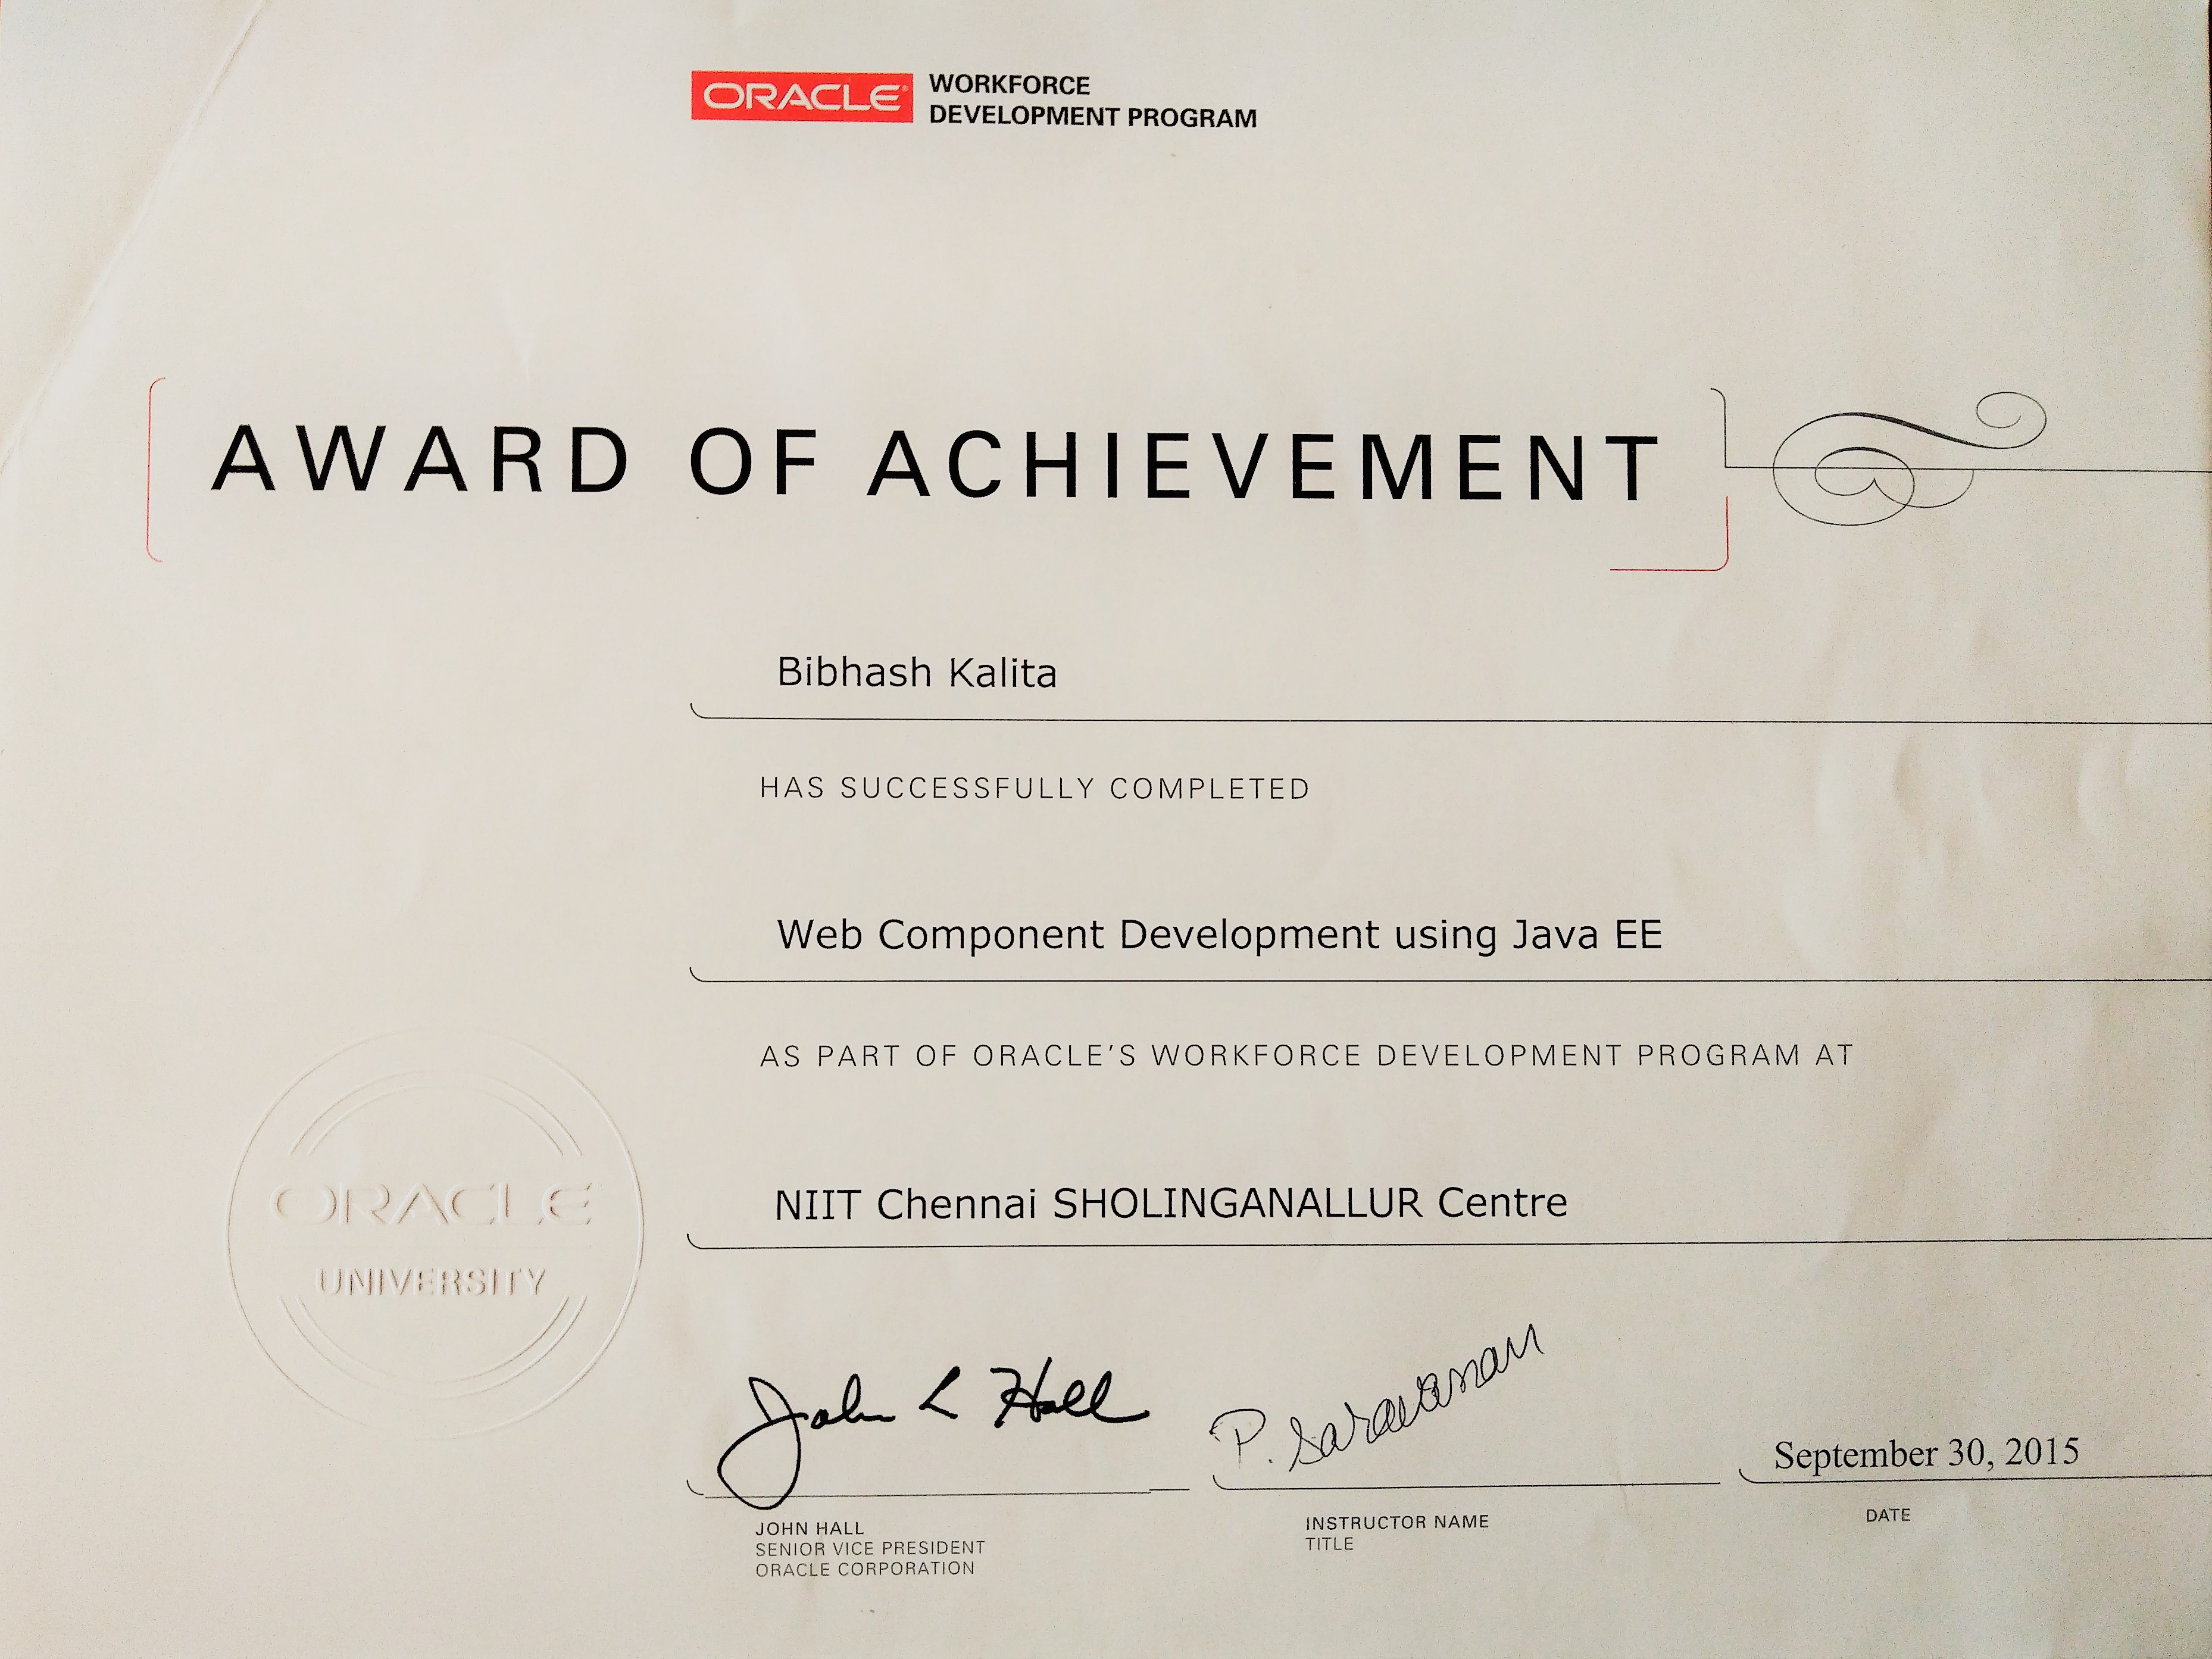 ORACLE® WORKFORCE
DEVELOPMENT PROGRAM
AWARD OF ACHIEVEMENT
Bibhash Kalita
HAS SUCCESSFULLY COMPLETED
Web Component Development using Java EE
AS PART OF ORACLE'S WORKFORCE DEVELOPMENT PROGRAM AT
NIIT Chennai SHOLINGANALLUR Centre
ORACLE
UNIVERSITY
John L Hall
P. Saravanan
September 30, 2015
JOHN HALL
SENIOR VICE PRESIDENT
ORACLE CORPORATION
INSTRUCTOR NAME
TITLE
DATE